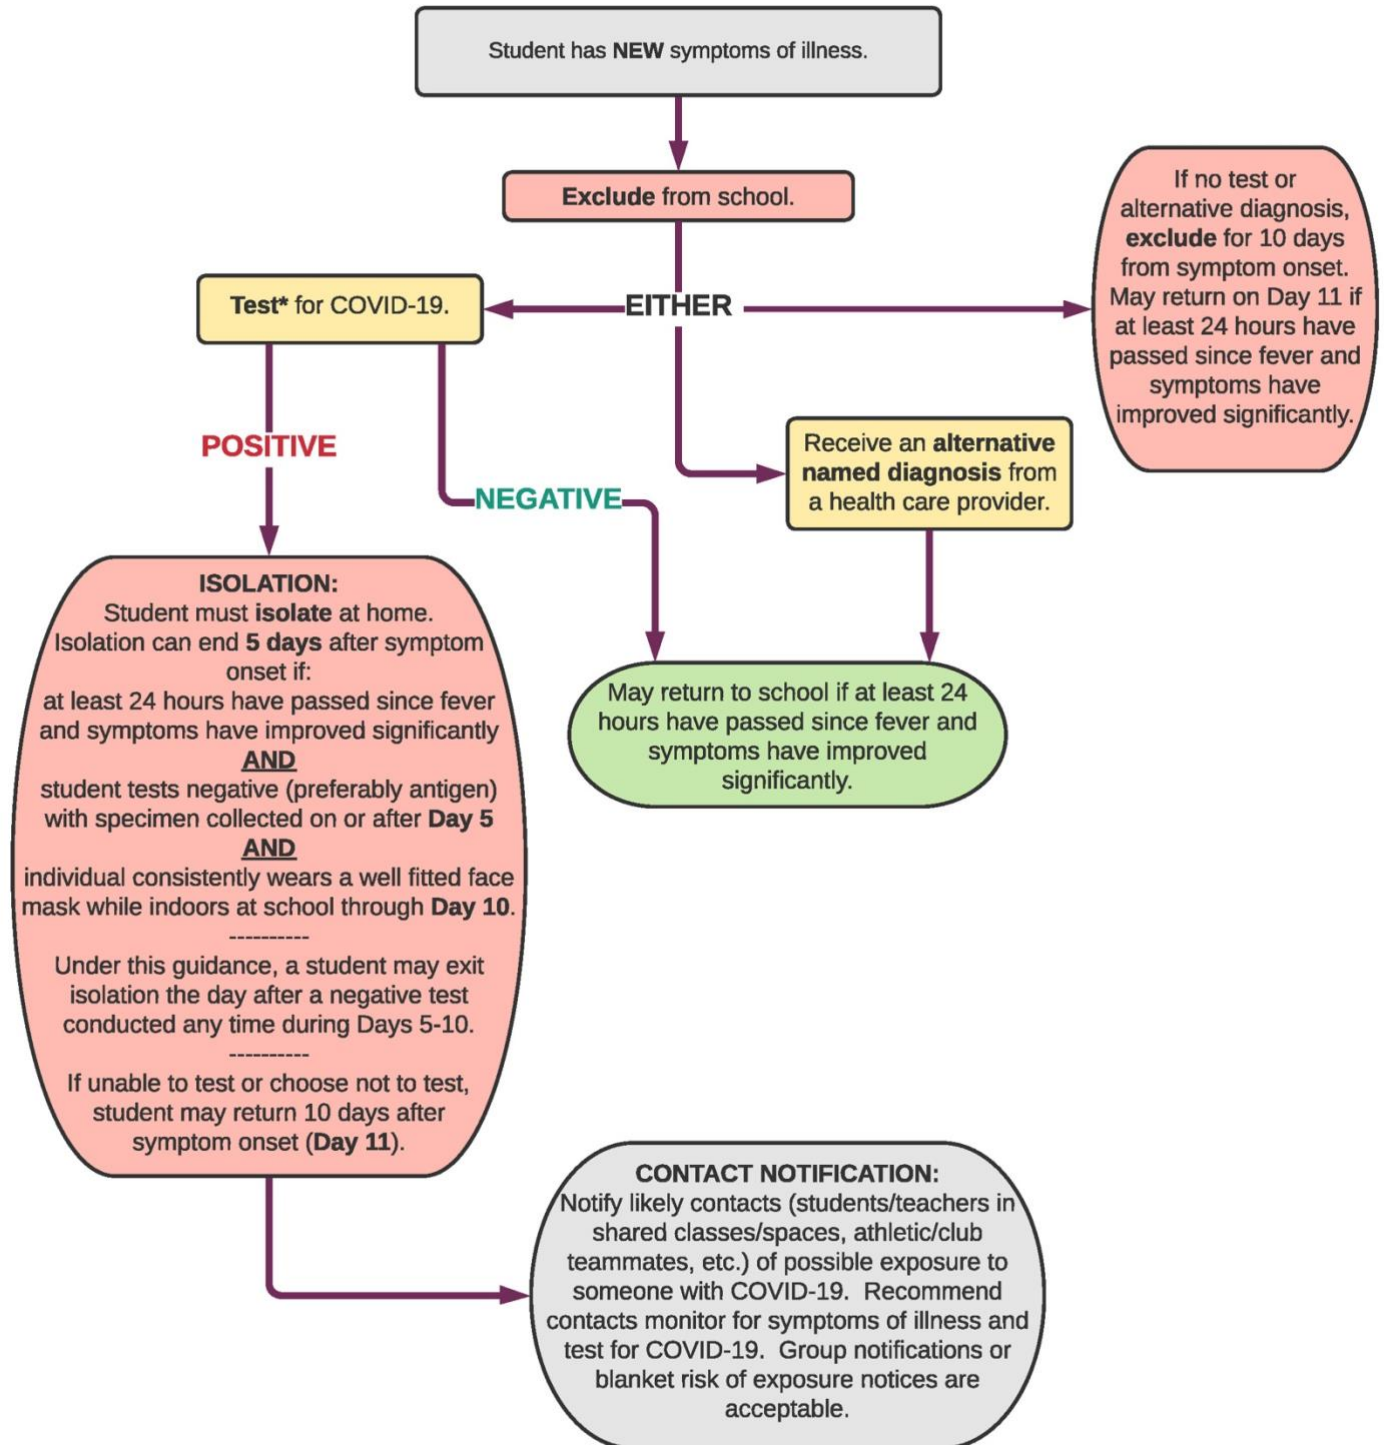 Student has NEW symptoms of illness.
Exclude from school.
If no test or
alternative diagnosis,
exclude for 10 days
from symptom onset.
May return on Day 11 if
at least 24 hours have
passed since fever and
symptoms have
improved significantly.
Test* for COVID-19.
EITHER
POSITIVE
NEGATIVE
Receive an alternative
named diagnosis from
a health care provider.
ISOLATION:
Student must isolate at home.
Isolation can end 5 days after symptom
onset if:
at least 24 hours have passed since fever
and symptoms have improved significantly
AND
student tests negative (preferably antigen)
with specimen collected on or after Day 5
AND
individual consistently wears a well fitted face
mask while indoors at school through Day 10.
----------
Under this guidance, a student may exit
isolation the day after a negative test
conducted any time during Days 5-10.
----------
If unable to test or choose not to test,
student may return 10 days after
symptom onset (Day 11).
May return to school if at least 24
hours have passed since fever and
symptoms have improved
significantly.
CONTACT NOTIFICATION:
Notify likely contacts (students/teachers in
shared classes/spaces, athletic/club
teammates, etc.) of possible exposure to
someone with COVID-19.  Recommend
contacts monitor for symptoms of illness and
test for COVID-19.  Group notifications or
blanket risk of exposure notices are
acceptable.